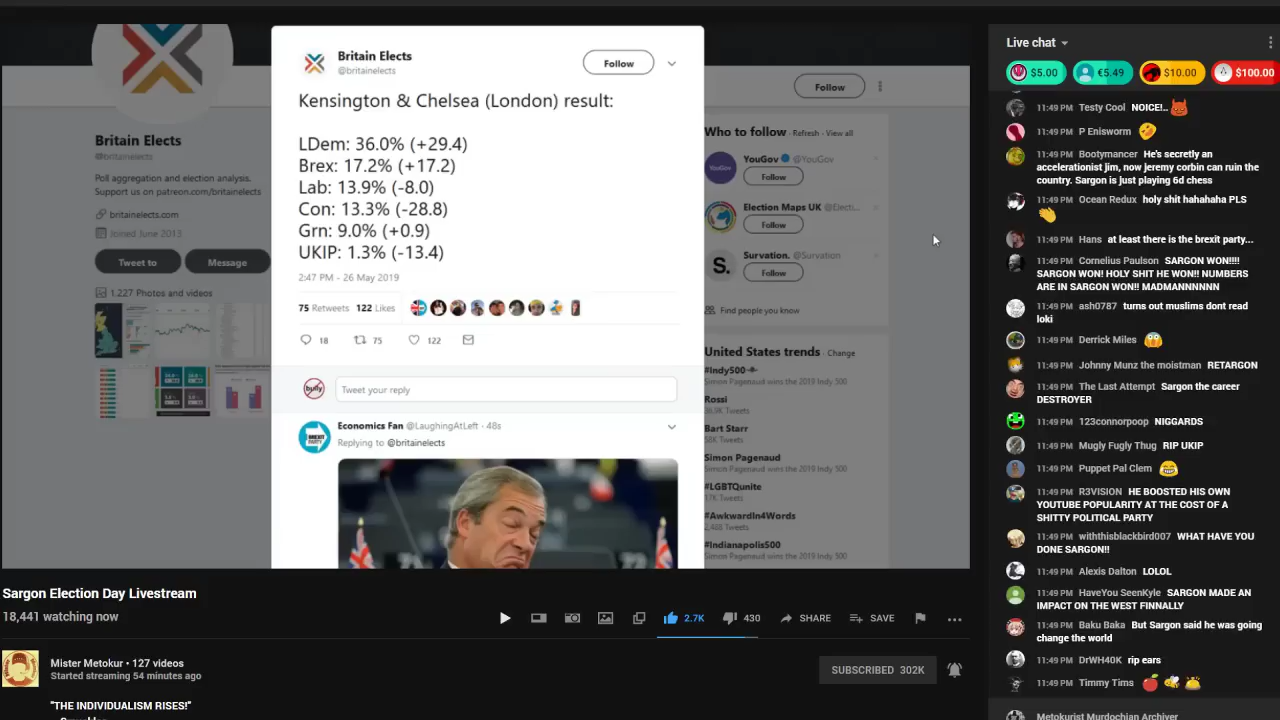 Britain Elects
@britainelects
Follow
Kensington & Chelsea (London) result:
LDem: 36.0% (+29.4)
Brex: 17.2% (+17.2)
Lab: 13.9% (-8.0)
Con: 13.3% (-28.8)
Grn: 9.0% (+0.9)
UKIP: 1.3% (-13.4)
2:47 PM - 26 May 2019
75 Retweets 122 Likes
18 75 122
bully
Tweet your reply
Economics Fan @LaughingAtLeft · 48s
Replying to @britainelects
BREXIT PARTY
Britain Elects
@britainelects
Poll aggregation and election analysis.
Support us on patreon.com/britainelects
britainelects.com
Joined June 2013
Tweet to
Message
1,227 Photos and videos
Follow
Who to follow · Refresh · View all
YouGov @YouGov
YouGov
Follow
Election Maps UK @Electi...
Follow
Survation. @Survation
S.
Follow
Find people you know
United States trends · Change
#Indy500
Simon Pagenaud wins the 2019 Indy 500
Rossi
Bart Starr
58K Tweets
Simon Pagenaud
Simon Pagenaud wins the 2019 Indy 500
#LGBTQunite
#AwkwardIn4Words
#Indianapolis500
Simon Pagenaud wins the 2019 Indy 500
Sargon Election Day Livestream
18,441 watching now
2.7K
430
SHARE
SAVE
Mister Metokur • 127 videos
Started streaming 54 minutes ago
SUBSCRIBED 302K
"THE INDIVIDUALISM RISES!"
Live chat
$5.00
€5.49
$10.00
$100.00
11:49 PM Testy Cool NOICE!..
11:49 PM P Enisworm
11:49 PM Bootymancer He's secretly an
accelerationist Jim, now jeremy corbin can ruin the
country. Sargon is just playing 6d chess
11:49 PM Ocean Redux holy shit hahahaha PLS
11:49 PM Hans at least there is the brexit party...
11:49 PM Cornelius Paulson SARGON WON!!!!
SARGON WON! HOLY SHIT HE WON!! NUMBERS
ARE IN SARGON WON!! MADMANNNNNN
11:49 PM ash0787 turns out muslims dont read
loki
11:49 PM Derrick Miles
11:49 PM Johnny Munz the moistman RETARGON
11:49 PM The Last Attempt Sargon the career
DESTROYER
11:49 PM 123connorpoop NIGGARDS
11:49 PM Mugly Fugly Thug RIP UKIP
11:49 PM Puppet Pal Clem
11:49 PM R3VISION HE BOOSTED HIS OWN
YOUTUBE POPULARITY AT THE COST OF A
SHITTY POLITICAL PARTY
11:49 PM withthisblackbird007 WHAT HAVE YOU
DONE SARGON!!
11:49 PM Alexis Dalton LOLOL
11:49 PM HaveYou SeenKyle SARGON MADE AN
IMPACT ON THE WEST FINNALLY
11:49 PM Baku Baka But Sargon said he was going
change the world
11:49 PM DrWH40K rip ears
11:49 PM Timmy Tims
Metokurist Murdochian Archiver